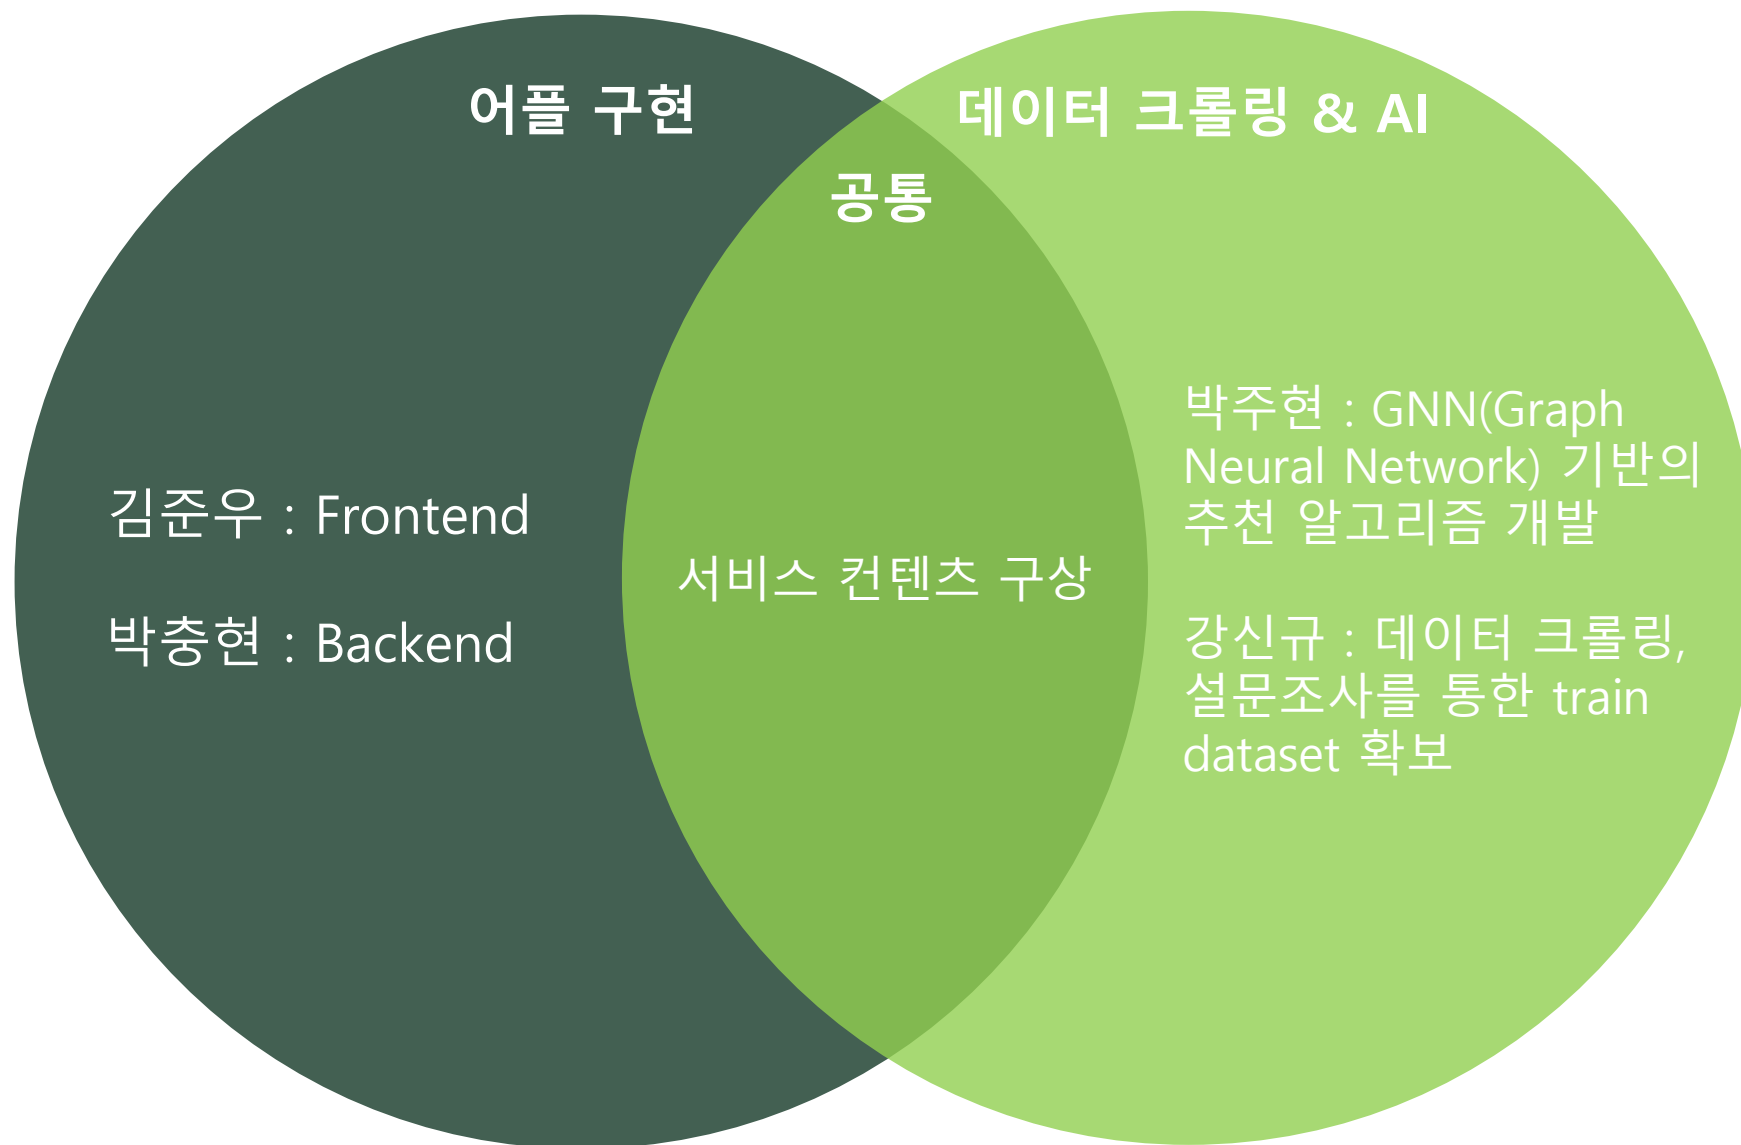 어플 구현
데이터 크롤링 & AI
공통
김준우 : Frontend
박충현 : Backend
서비스 컨텐츠 구상
박주현 : GNN(Graph
Neural Network) 기반의
추천 알고리즘 개발
강신규 : 데이터 크롤링,
설문조사를 통한 train
dataset 확보